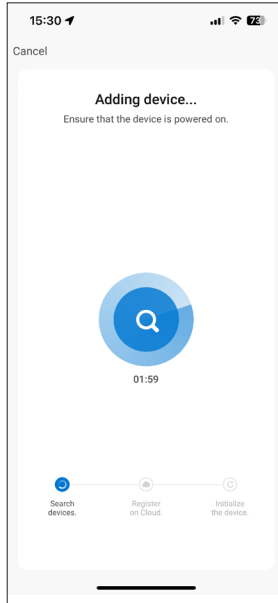 15:30
73
Cancel
Adding device...
Ensure that the device is powered on.
01:59
Search
devices.
Register
on Cloud.
Initialize
the device.